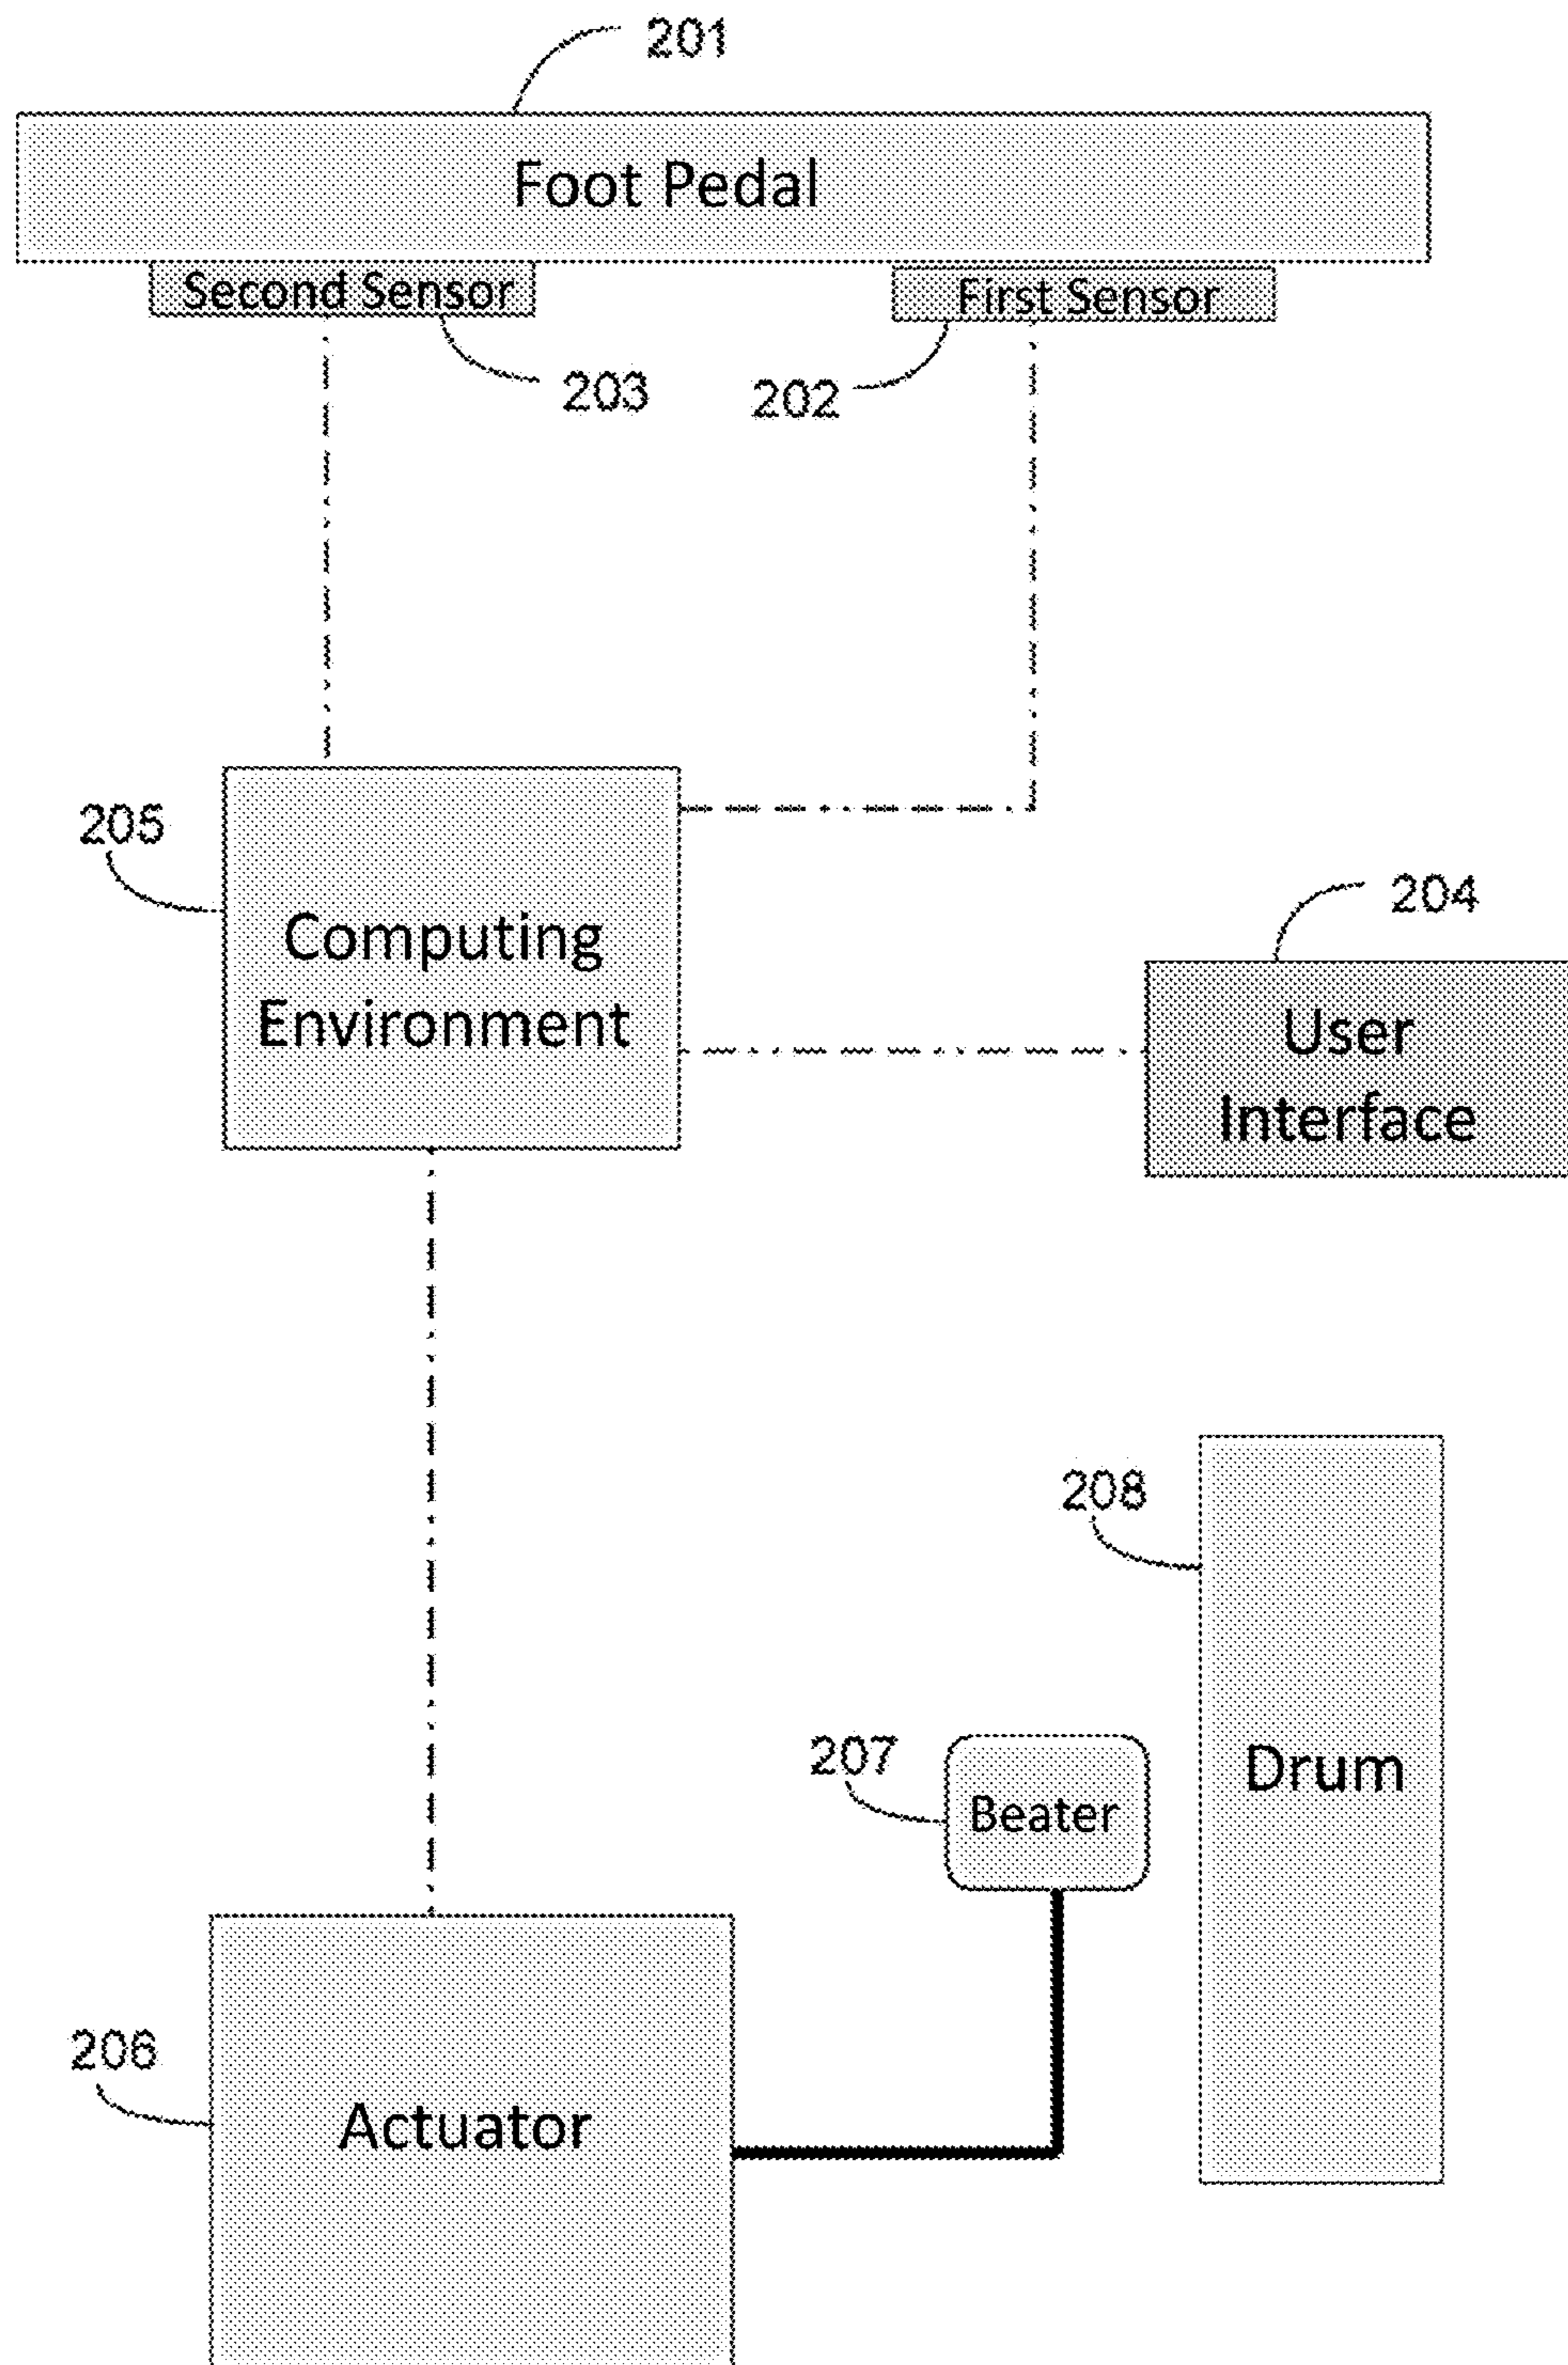 201
Foot Pedal
Second Sensor
First Sensor
203
202
205
Computing
Environment
204
User
Interface
208
207
Beater
Drum
206
Actuator